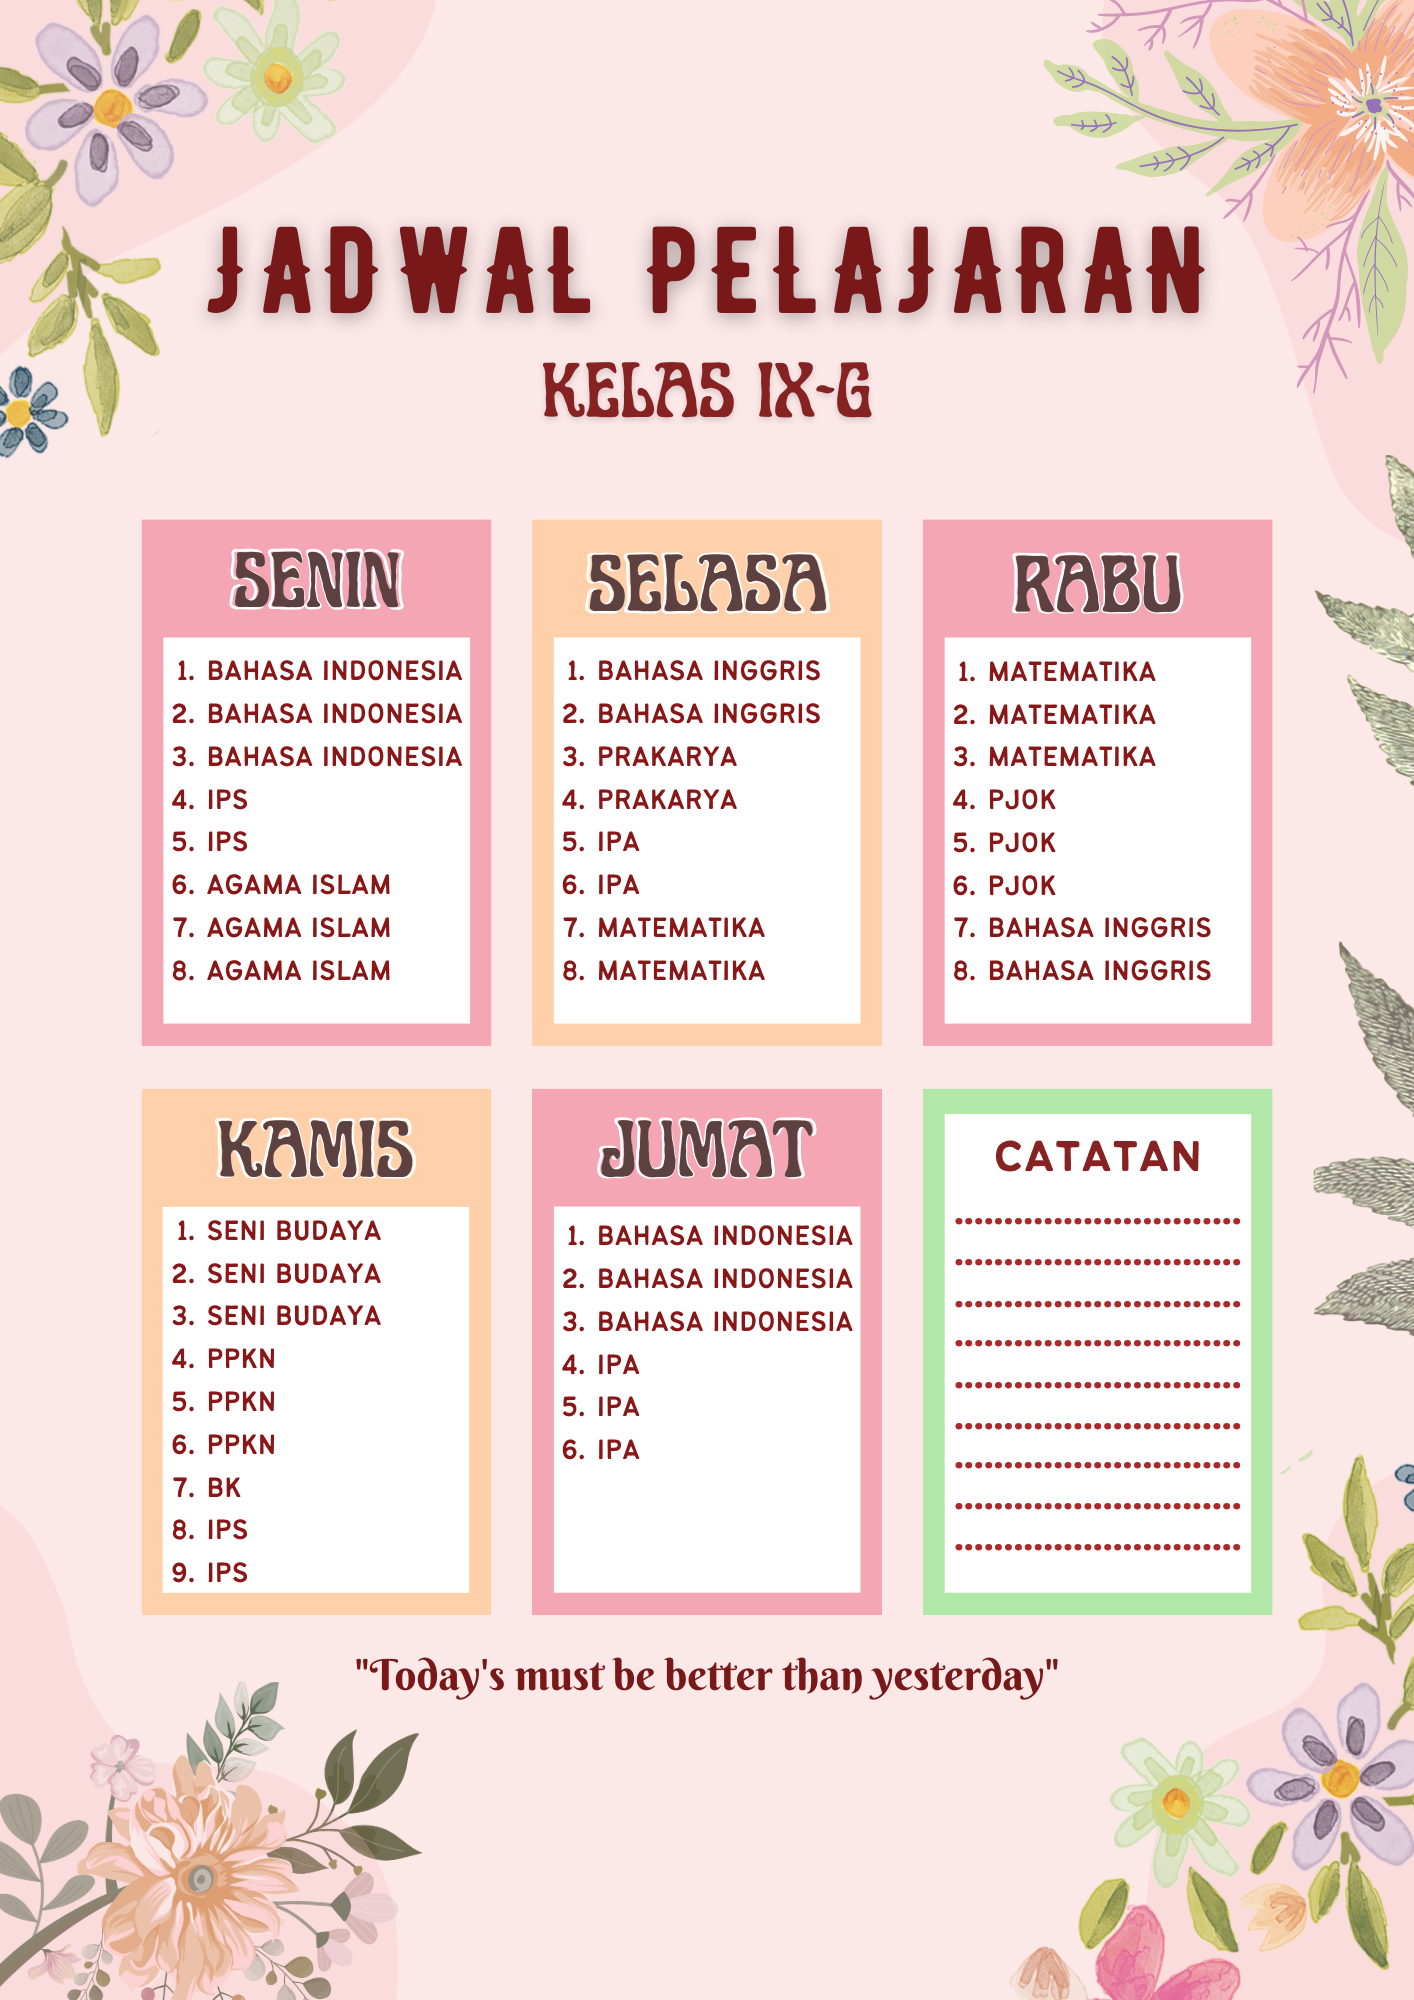 JADWAL PELAJARAN
KELAS IX-G
SENIN
1. BAHASA INDONESIA
2. BAHASA INDONESIA
3. BAHASA INDONESIA
4. IPS
5. IPS
6. AGAMA ISLAM
7. AGAMA ISLAM
8. AGAMA ISLAM
SELASA
1. BAHASA INGGRIS
2. BAHASA INGGRIS
3. PRAKARYA
4. PRAKARYA
5. IPA
6. IPA
7. MATEMATIKA
8. MATEMATIKA
RABU
1. MATEMATIKA
2. MATEMATIKA
3. MATEMATIKA
4. PJOK
5. PJOK
6. PJOK
7. BAHASA INGGRIS
8. BAHASA INGGRIS
KAMIS
1. SENI BUDAYA
2. SENI BUDAYA
3. SENI BUDAYA
4. PPKN
5. PPKN
6. PPKN
7. BK
8. IPS
9. IPS
JUMAT
1. BAHASA INDONESIA
2. BAHASA INDONESIA
3. BAHASA INDONESIA
4. IPA
5. IPA
6. IPA
CATATAN
"Today's must be better than yesterday"